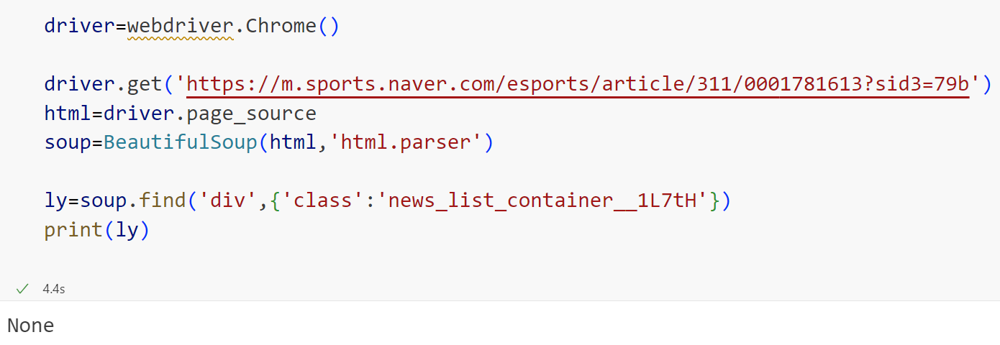 driver=webdriver.Chrome()
driver.get('https://m.sports.naver.com/esports/article/311/0001781613?sid3=79b')
html=driver.page_source
soup=BeautifulSoup(html,'html.parser')
ly=soup.find('div',{'class':'news_list_container__1L7tH'})
print(ly)
4.4s
None